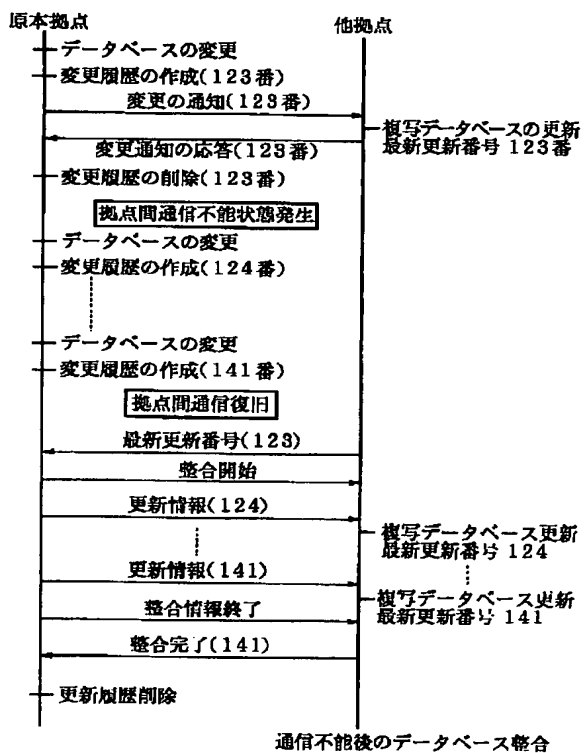 原本拠点
他拠点
データベースの変更
変更履歴の作成(123番)
変更の通知(123番)
複写データベースの更新
最新更新番号 123番
変更通知の応答(123番)
変更履歴の削除(123番)
拠点間通信不能状態発生
データベースの変更
変更履歴の作成(124番)
データベースの変更
変更履歴の作成(141番)
拠点間通信復旧
最新更新番号(123)
整合開始
更新情報(124)
複写データベース更新
最新更新番号 124
更新情報(141)
複写データベース更新
最新更新番号 141
整合情報終了
整合完了(141)
更新履歴削除
通信不能後のデータベース整合